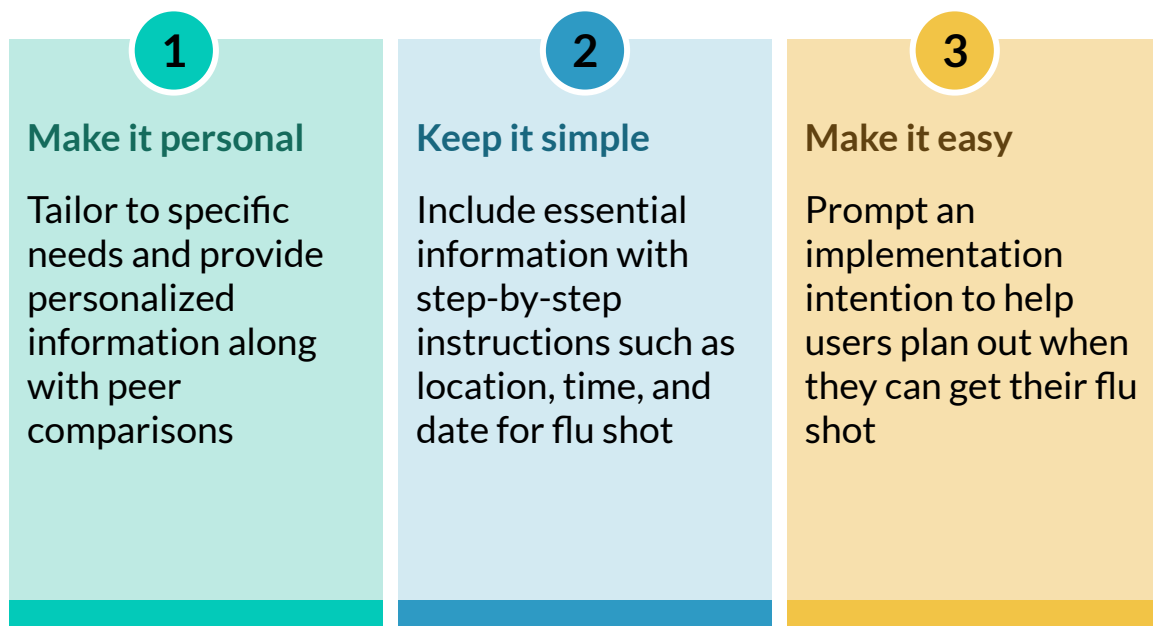 1
Make it personal
Tailor to specific
needs and provide
personalized
information along
with peer
comparisons
2
Keep it simple
Include essential
information with
step-by-step
instructions such as
location, time, and
date for flu shot
3
Make it easy
Prompt an
implementation
intention to help
users plan out when
they can get their flu
shot